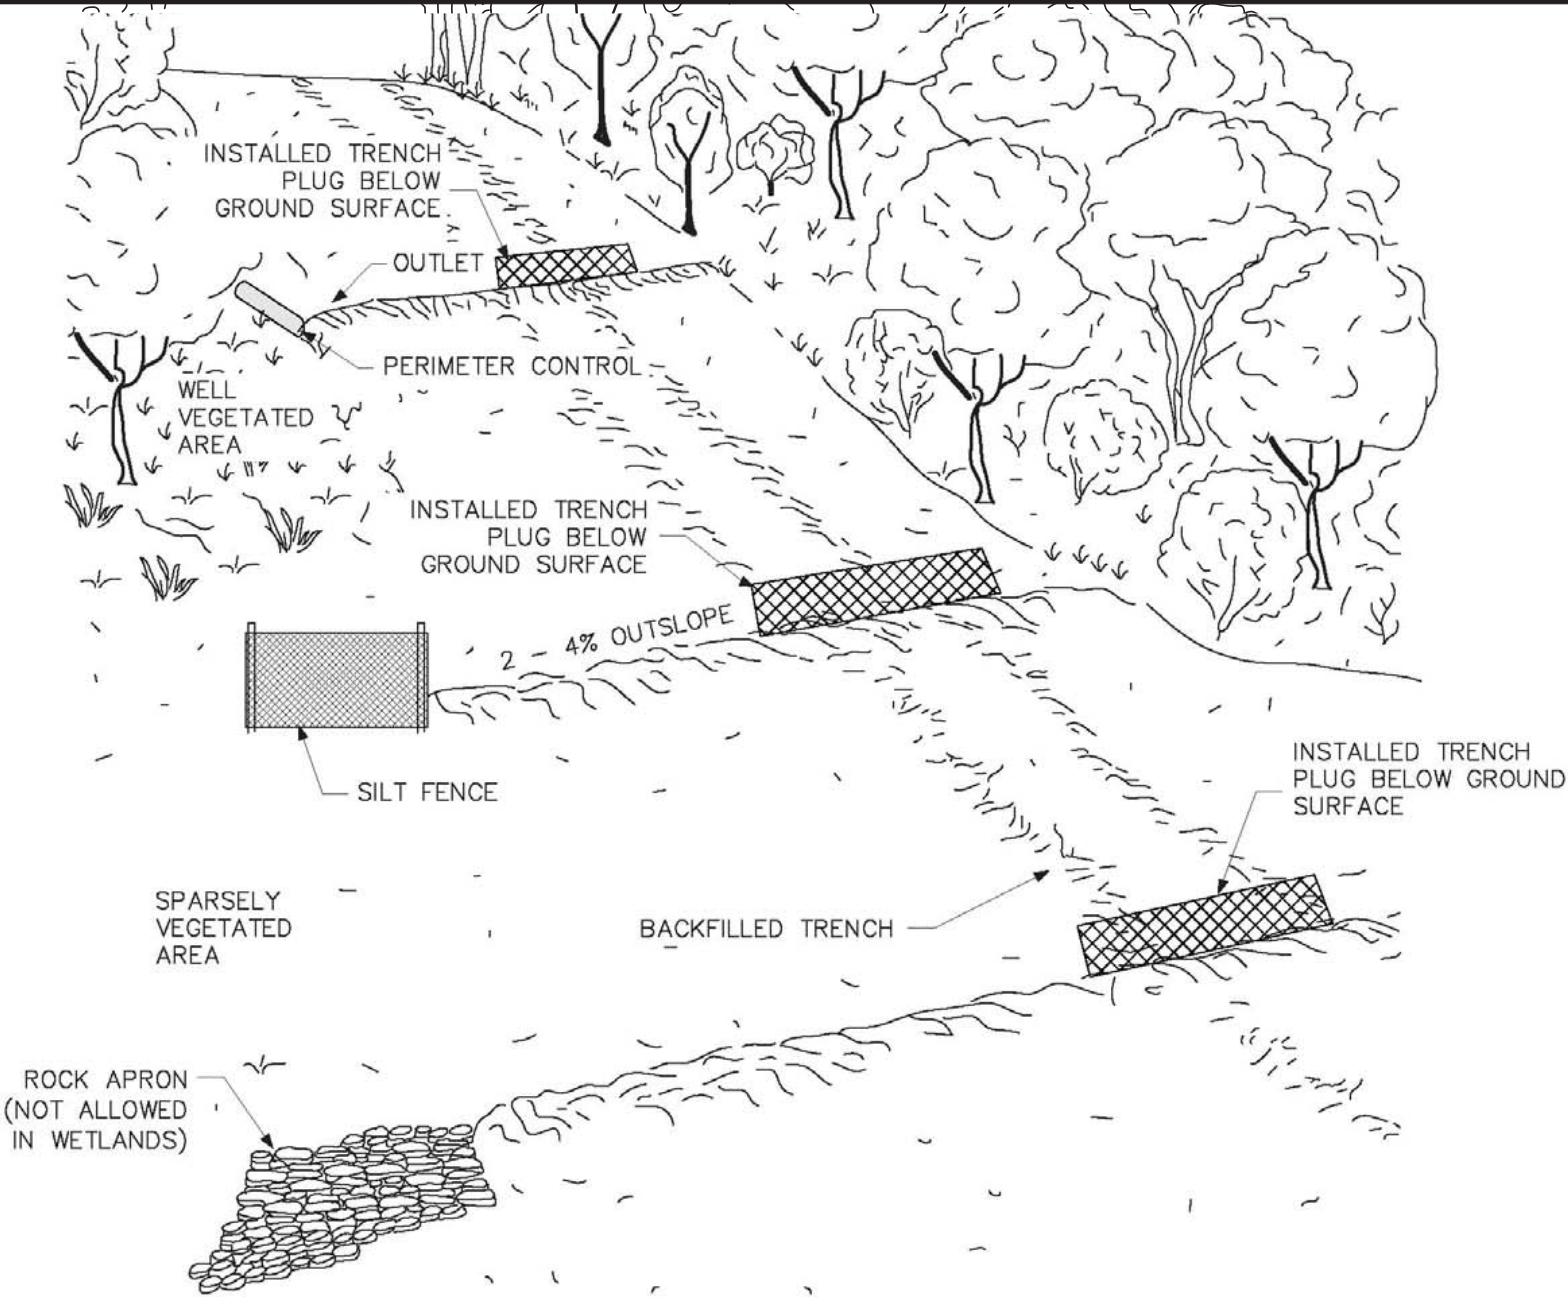 INSTALLED TRENCH
PLUG BELOW
GROUND SURFACE
OUTLET
PERIMETER CONTROL
WELL
VEGETATED
AREA
INSTALLED TRENCH
PLUG BELOW
GROUND SURFACE
2 - 4% OUTSLOPE
SILT FENCE
INSTALLED TRENCH
PLUG BELOW GROUND
SURFACE
SPARSELY
VEGETATED
AREA
BACKFILLED TRENCH
ROCK APRON
(NOT ALLOWED
IN WETLANDS)